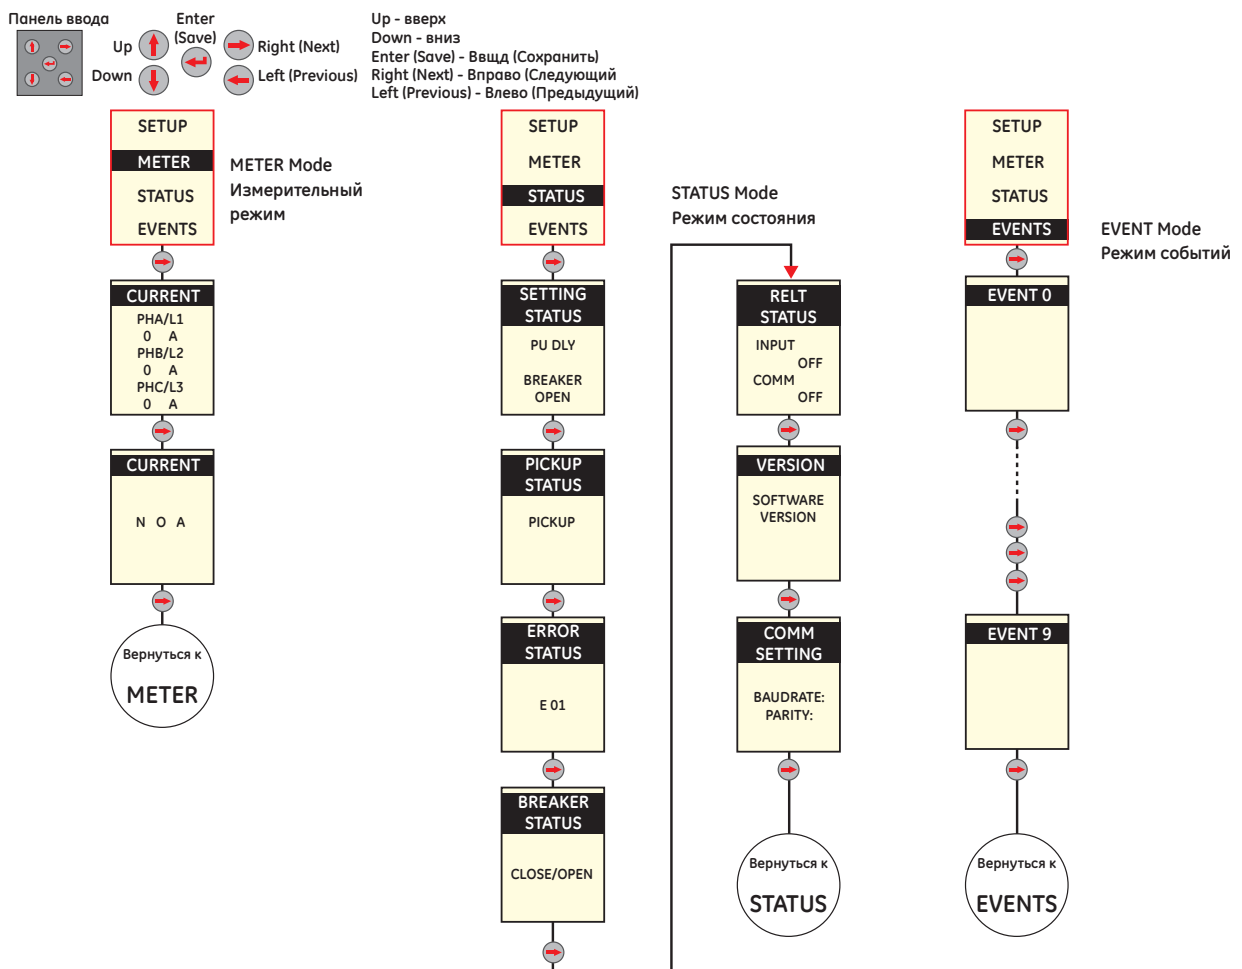 Панель ввода
Enter
(Save)
Up
Down
Right (Next)
Left (Previous)
Up - вверх
Down - вниз
Enter (Save) - Ввщд (Сохранить)
Right (Next) - Вправо (Следующий
Left (Previous) - Влево (Предыдущий)
SETUP
METER
STATUS
EVENTS
METER Mode
Измерительный
режим
CURRENT
PHA/L1
0 A
PHB/L2
0 A
PHC/L3
0 A
CURRENT
N O A
Вернуться к
METER
SETUP
METER
STATUS
EVENTS
STATUS Mode
Режим состояния
SETTING
STATUS
PU DLY
BREAKER
OPEN
PICKUP
STATUS
PICKUP
ERROR
STATUS
E 01
BREAKER
STATUS
CLOSE/OPEN
RELT
STATUS
INPUT
OFF
COMM
OFF
VERSION
SOFTWARE
VERSION
COMM
SETTING
BAUDRATE:
PARITY:
Вернуться к
STATUS
SETUP
METER
STATUS
EVENTS
EVENT Mode
Режим событий
EVENT 0
EVENT 9
Вернуться к
EVENTS